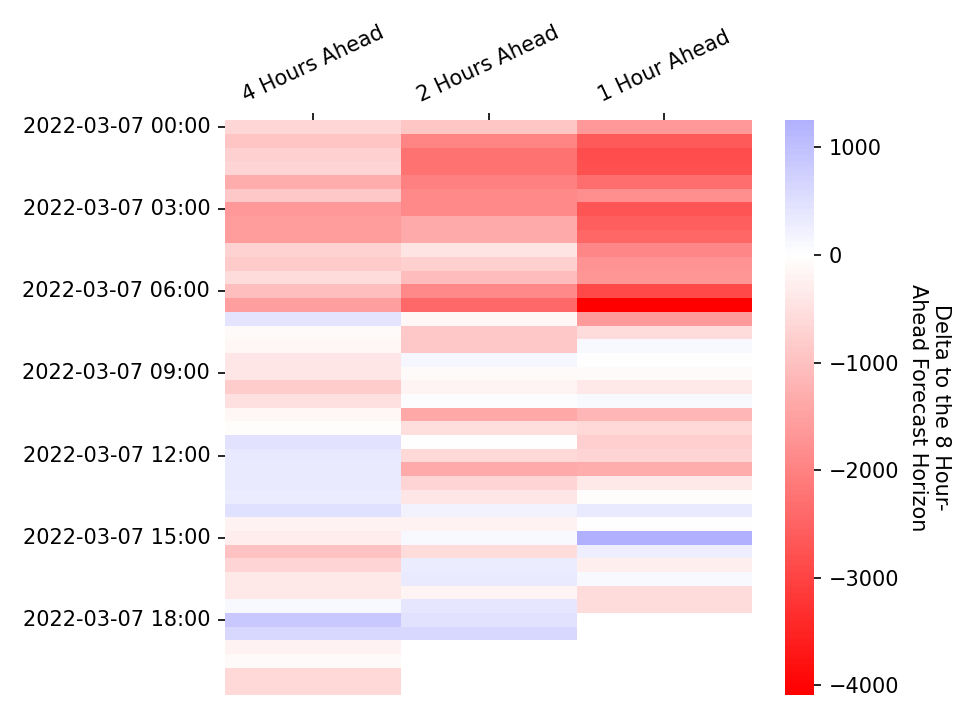 4 Hours Ahead
2 Hours Ahead
1 Hour Ahead
2022-03-07 00:00
2022-03-07 03:00
2022-03-07 06:00
2022-03-07 09:00
2022-03-07 12:00
2022-03-07 15:00
2022-03-07 18:00
1000
0
−1000
−2000
−3000
−4000
Delta to the 8 Hour-
Ahead Forecast Horizon